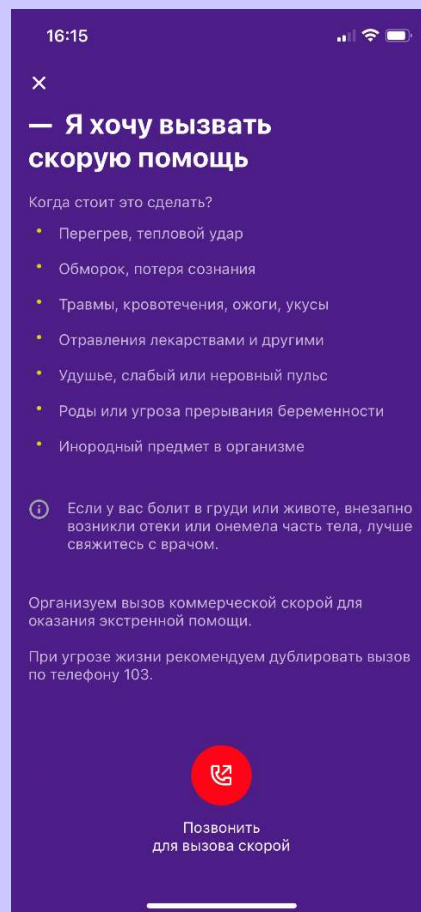 16:15
— Я хочу вызвать
скорую помощь
Когда стоит это сделать?
• Перегрев, тепловой удар
• Обморок, потеря сознания
• Травмы, кровотечения, ожоги, укусы
• Отравления лекарствами и другими
• Удушье, слабый или неровный пульс
• Роды или угроза прерывания беременности
• Инородный предмет в организме
Если у вас болит в груди или животе, внезапно
возникли отеки или онемела часть тела, лучше
свяжитесь с врачом.
Организуем вызов коммерческой скорой для
оказания экстренной помощи.
При угрозе жизни рекомендуем дублировать вызов
по телефону 103.
Позвонить
для вызова скорой